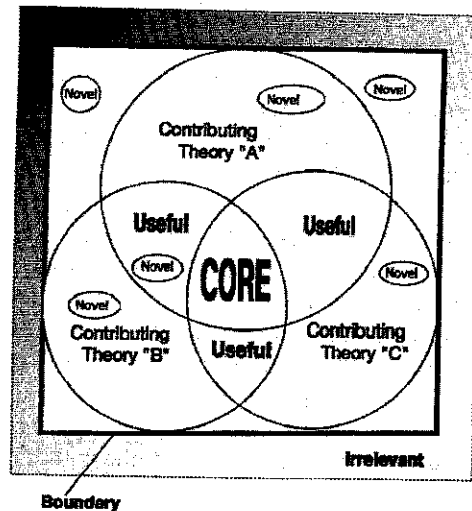 Novel
Novel
Novel
Contributing
Theory "A"
Useful
Useful
Novel
CORE
Novel
Novel
Contributing
Theory "B"
Useful
Contributing
Theory "C"
Irrelevant
Boundary